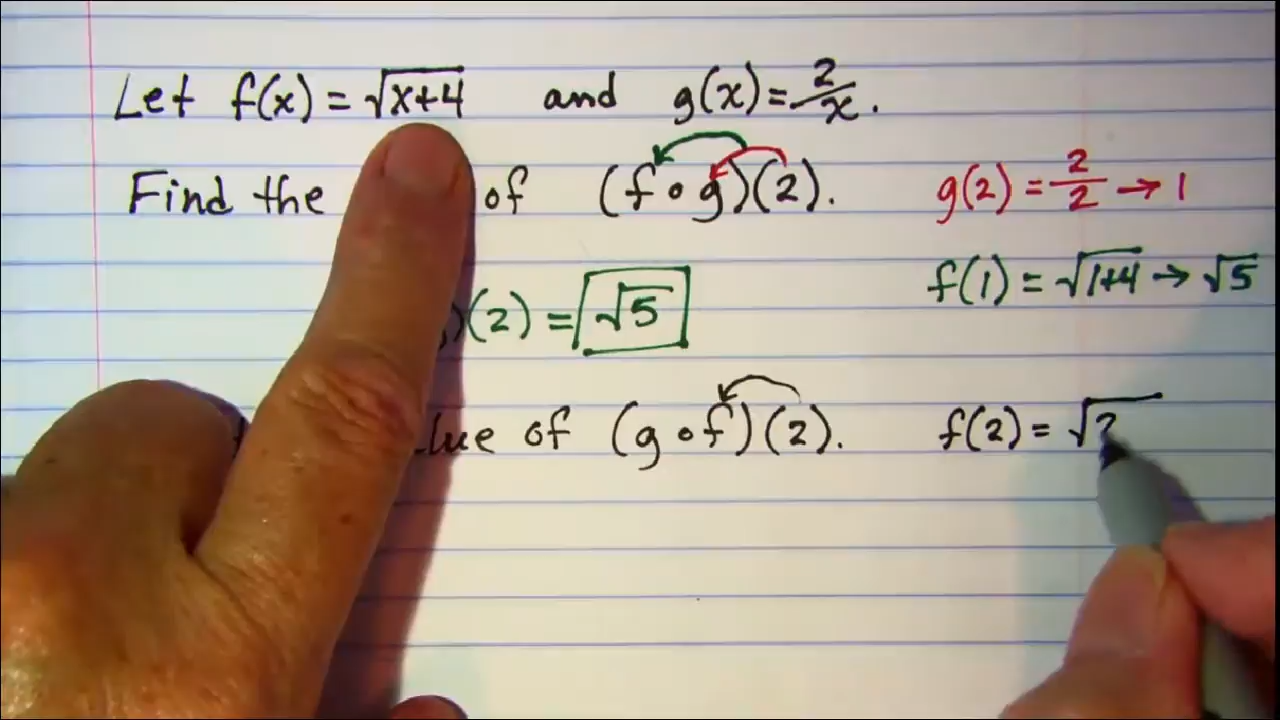 Let f(x) = √x+4 and g(x) = 2/x.
Find the of (f∘g)(2). g(2) = 2/2 → 1
f(1) = √1+4 → √5
)(2) = √5
of (g∘f)(2). f(2) = √2